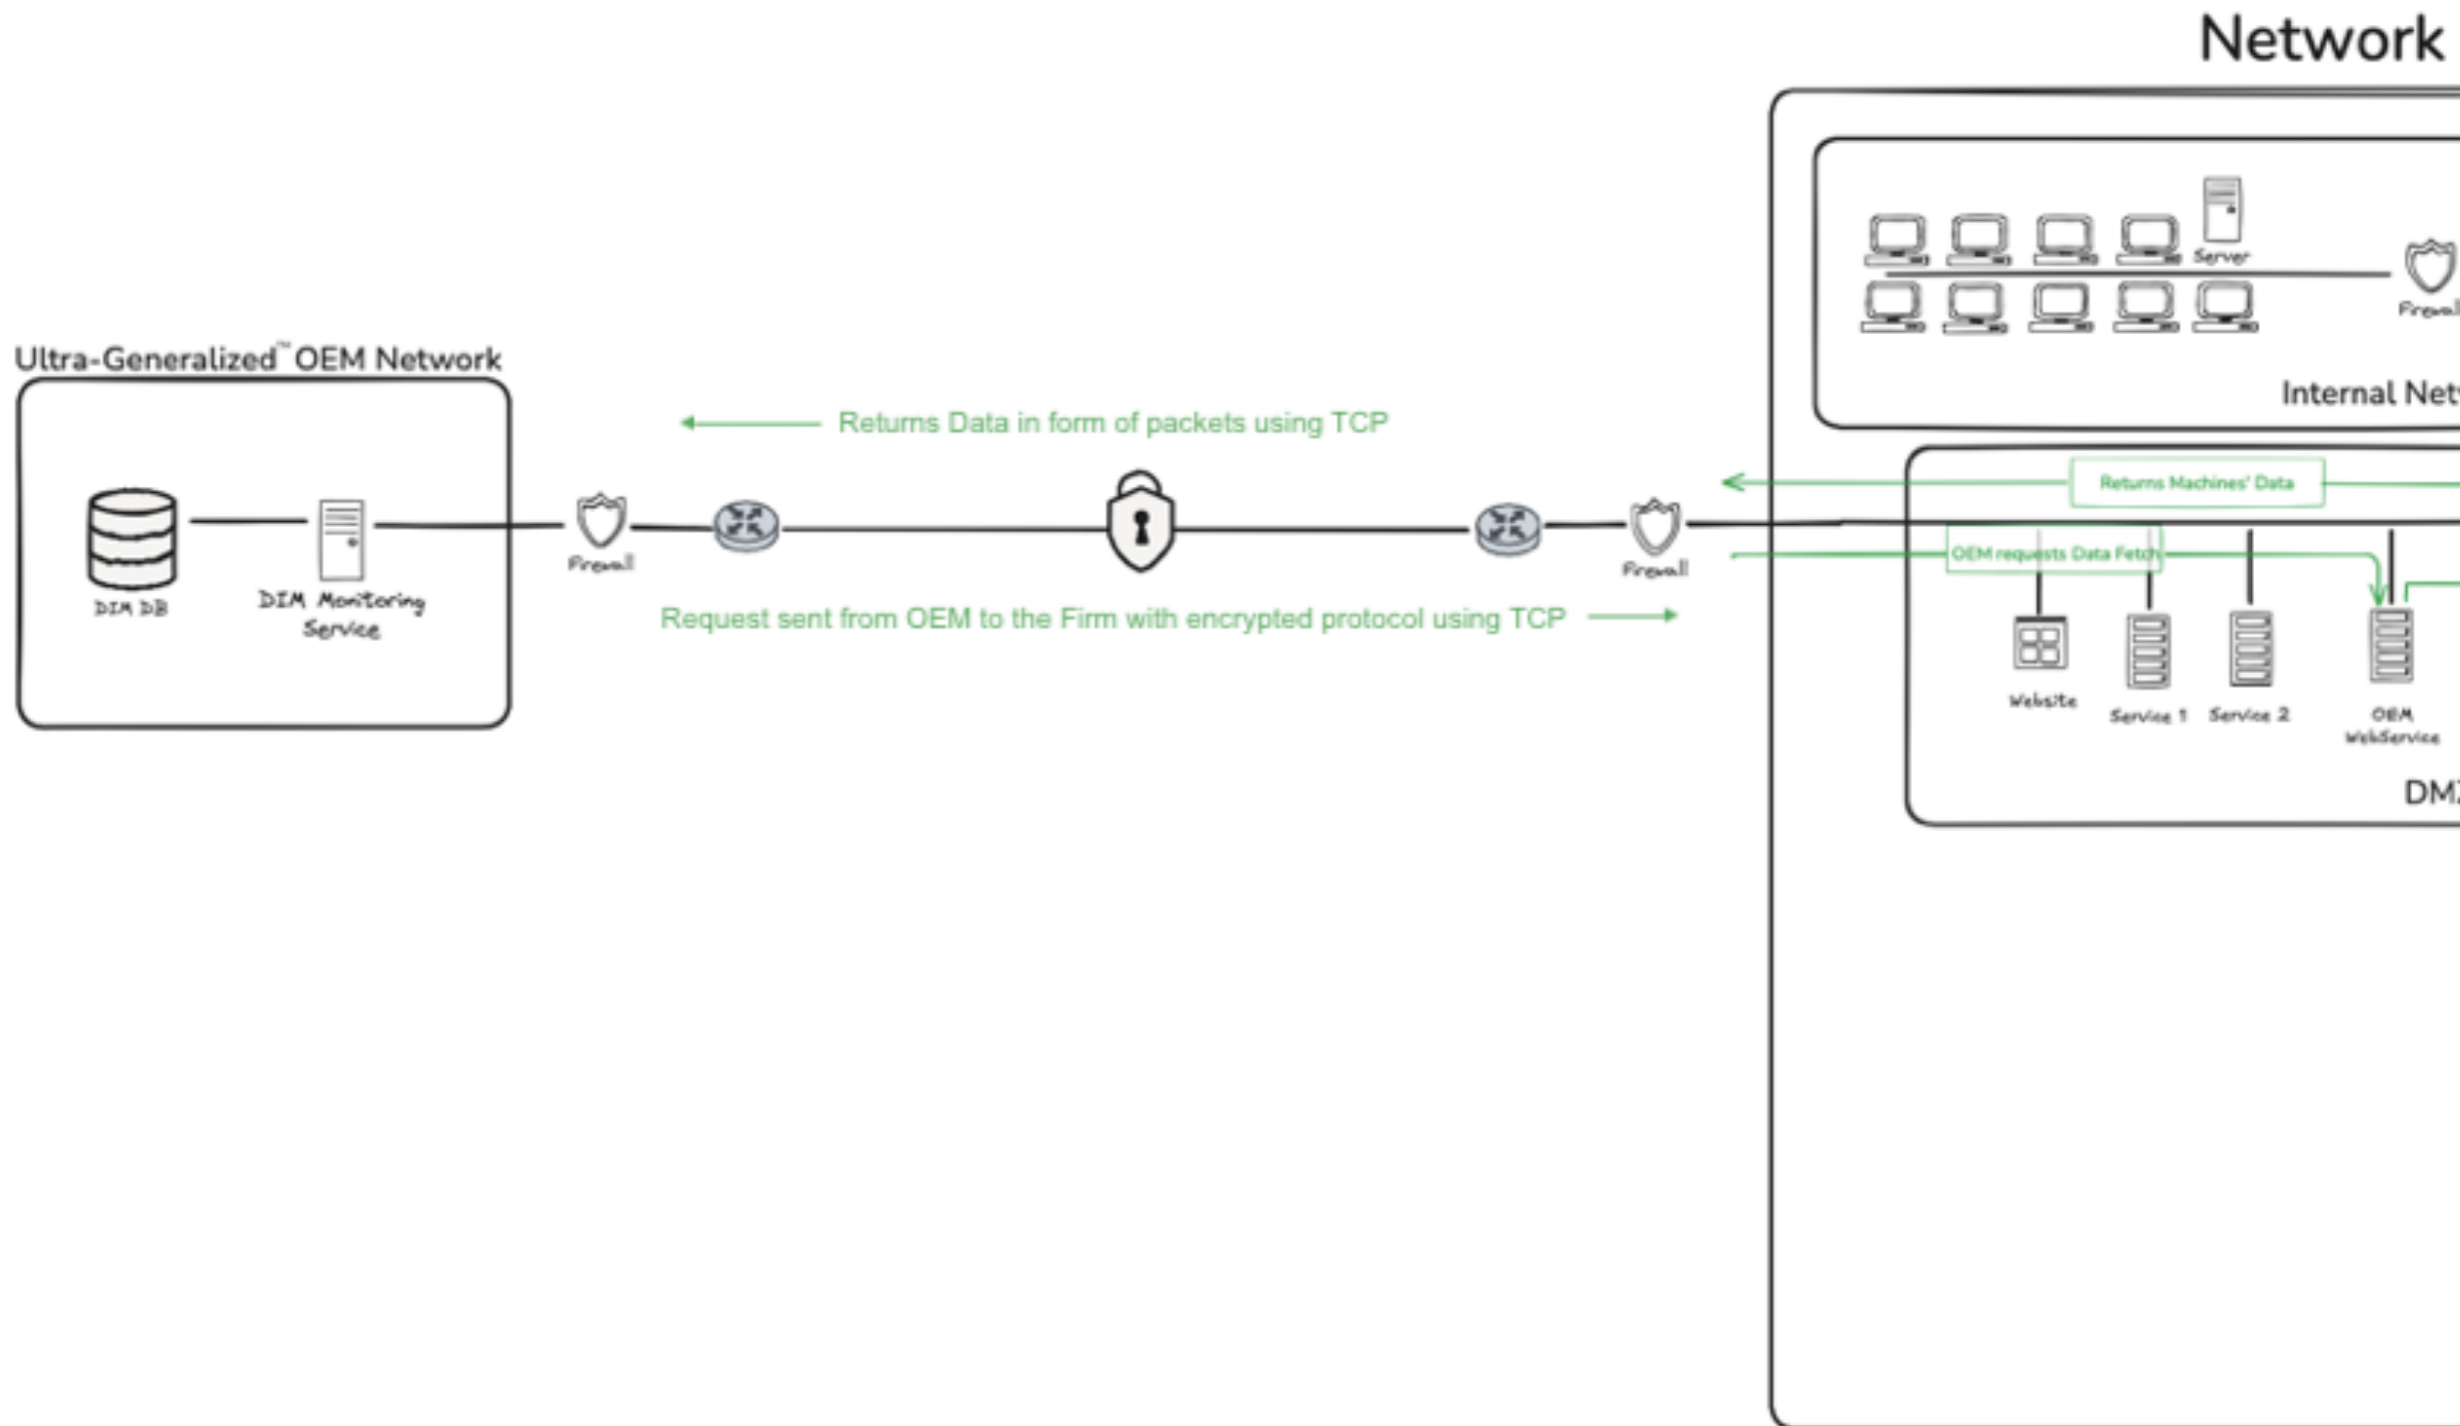 Network
Server
Firewall
Internal Net
Ultra-Generalized™ OEM Network
DIM DB
DIM Monitoring
Service
Firewall
Returns Data in form of packets using TCP
Request sent from OEM to the Firm with encrypted protocol using TCP
Firewall
Returns Machines' Data
OEM requests Data Fetch
Website
Service 1
Service 2
OEM
WebService
DMZ